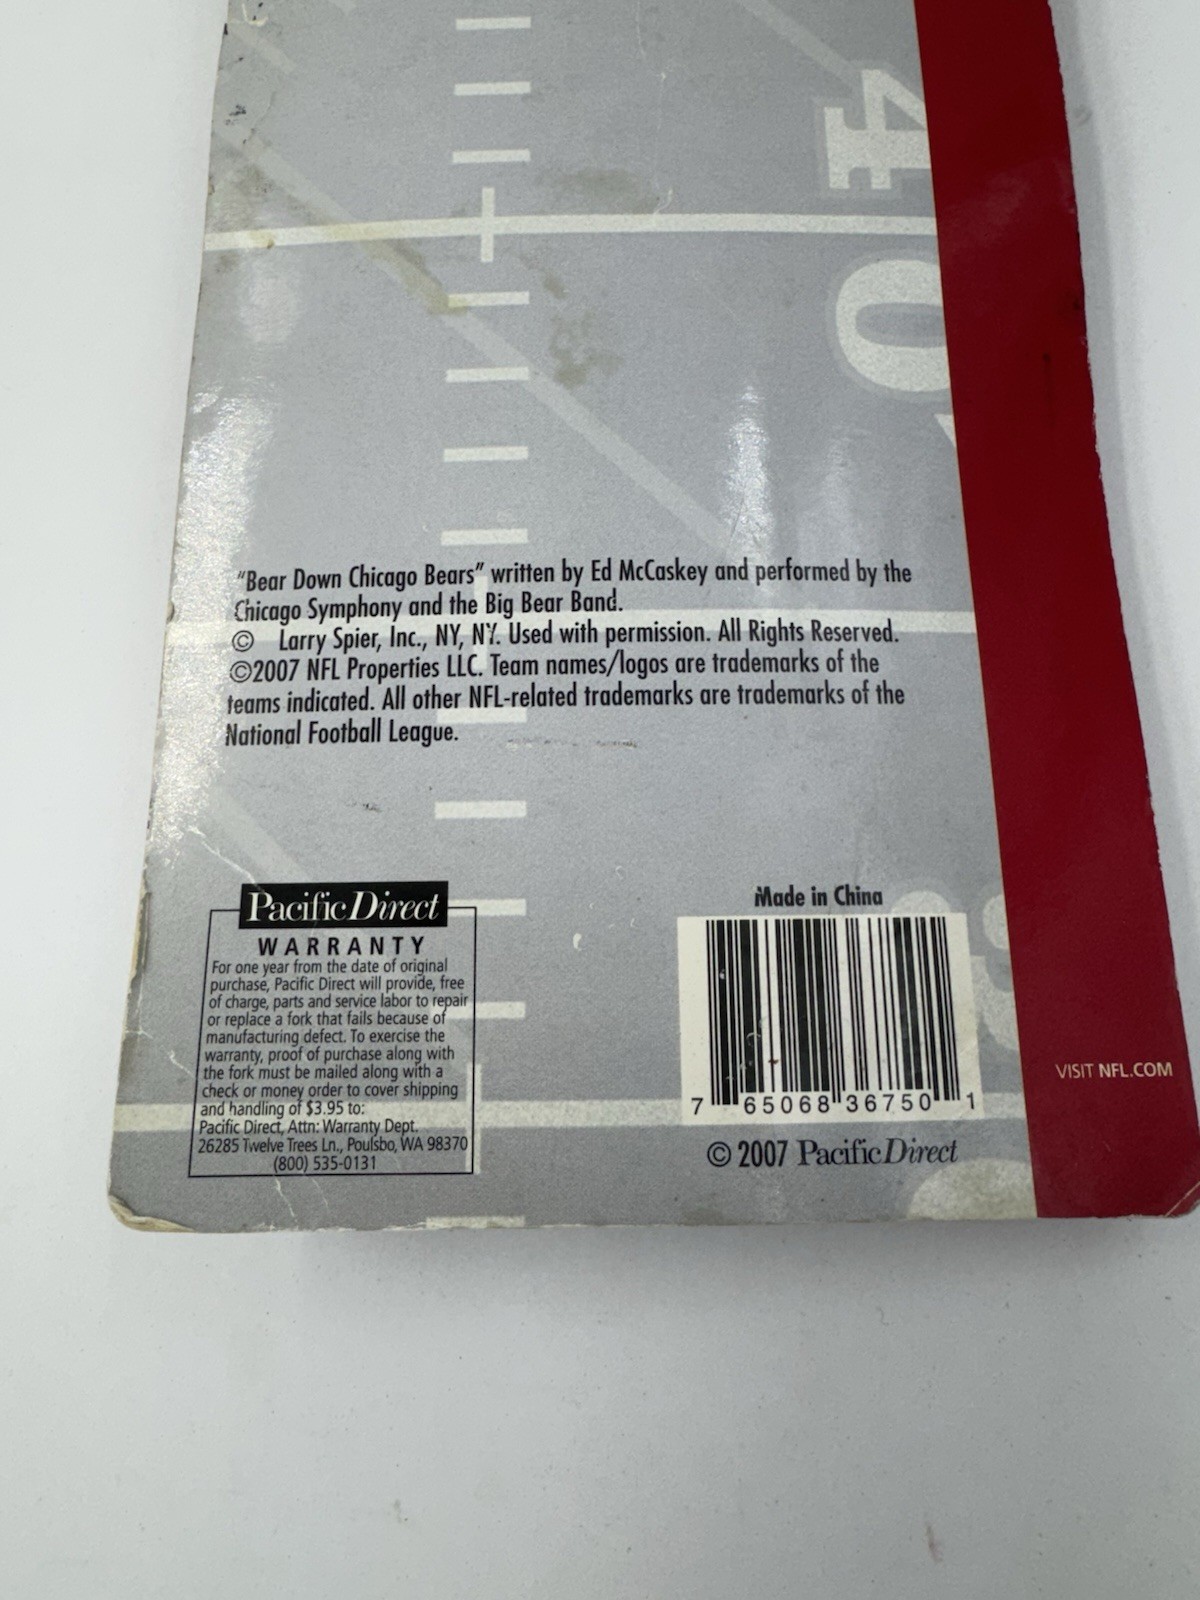 4
0
"Bear Down Chicago Bears" written by Ed McCaskey and performed by the
Chicago Symphony and the Big Bear Band.
© Larry Spier, Inc., NY, NY. Used with permission. All Rights Reserved.
©2007 NFL Properties LLC. Team names/logos are trademarks of the
teams indicated. All other NFL-related trademarks are trademarks of the
National Football League.
Pacific Direct
WARRANTY
For one year from the date of original
purchase, Pacific Direct will provide, free
of charge, parts and service labor to repair
or replace a fork that fails because of
manufacturing defect. To exercise the
warranty, proof of purchase along with
the fork must be mailed along with a
check or money order to cover shipping
and handling of $3.95 to:
Pacific Direct, Attn: Warranty Dept.
26285 Twelve Trees Ln., Poulsbo, WA 98370
(800) 535-0131
Made in China
7 65068 36750 1
© 2007 Pacific Direct
VISIT NFL.COM